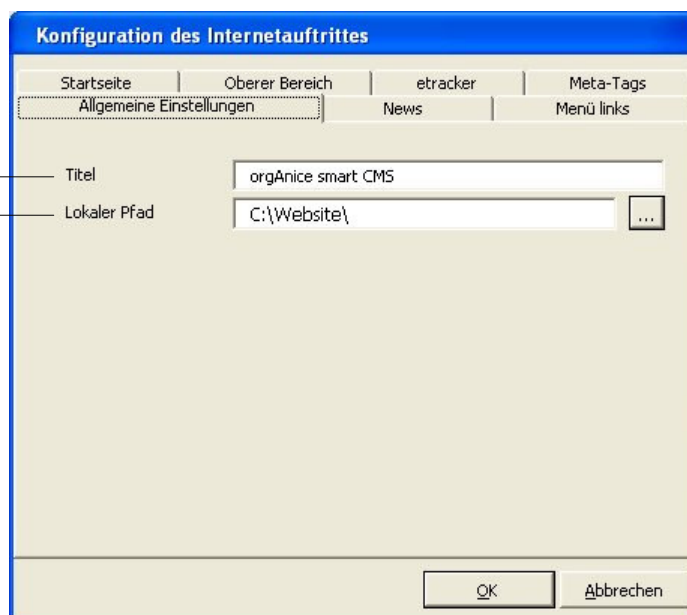 Konfiguration des Internetauftrittes
Startseite Oberer Bereich etracker Meta-Tags
Allgemeine Einstellungen News Menü links
Titel orgAnice smart CMS
Lokaler Pfad C:\Website\ ...
OK Abbrechen